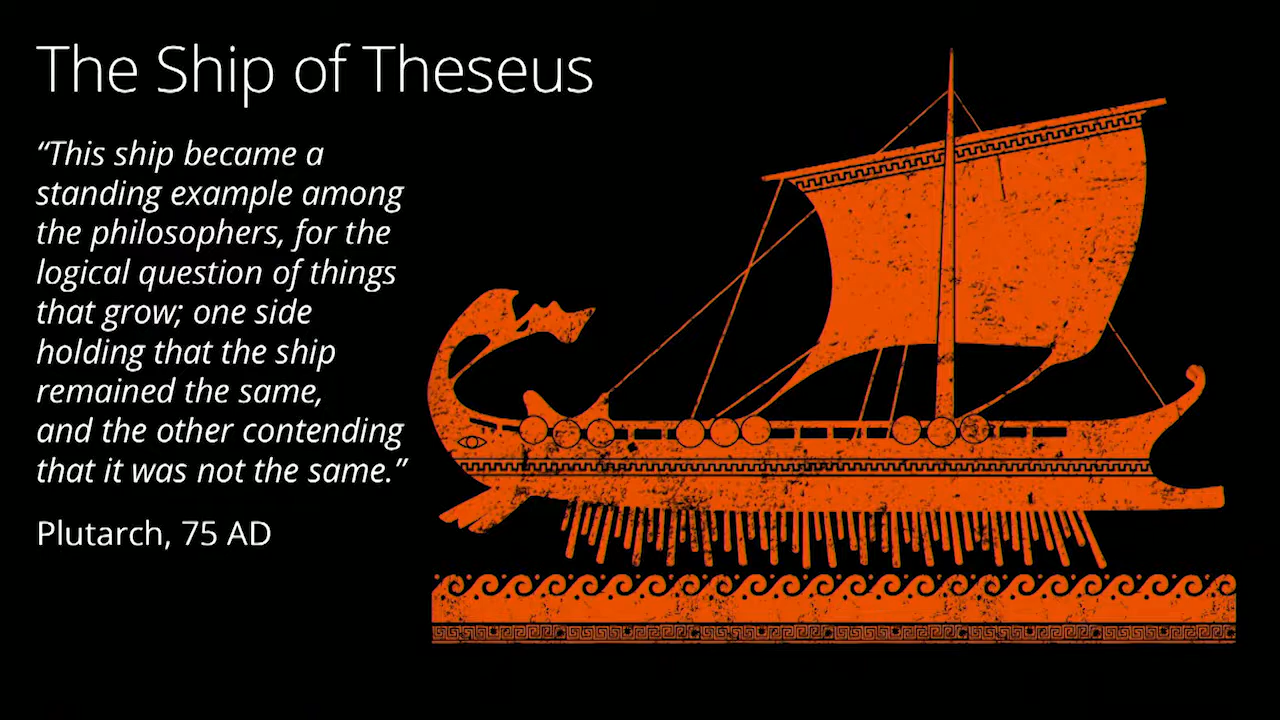 The Ship of Theseus
“This ship became a
standing example among
the philosophers, for the
logical question of things
that grow; one side
holding that the ship
remained the same,
and the other contending
that it was not the same.”
Plutarch, 75 AD